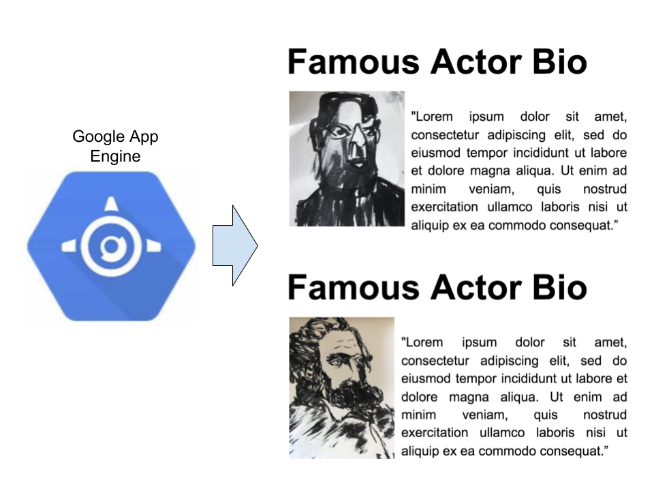 Google App
Engine
Famous Actor Bio
"Lorem ipsum dolor sit amet,
consectetur adipiscing elit, sed do
eiusmod tempor incididunt ut labore
et dolore magna aliqua. Ut enim ad
minim veniam, quis nostrud
exercitation ullamco laboris nisi ut
aliquip ex ea commodo consequat."
Famous Actor Bio
"Lorem ipsum dolor sit amet,
consectetur adipiscing elit, sed do
eiusmod tempor incididunt ut labore et
dolore magna aliqua. Ut enim ad
minim veniam, quis nostrud
exercitation ullamco laboris nisi ut
aliquip ex ea commodo consequat."